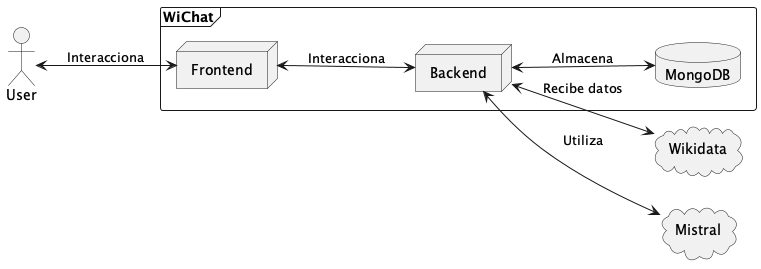 WiChat
Interacciona
User
Frontend
Interacciona
Backend
Almacena
MongoDB
Recibe datos
Wikidata
Utiliza
Mistral